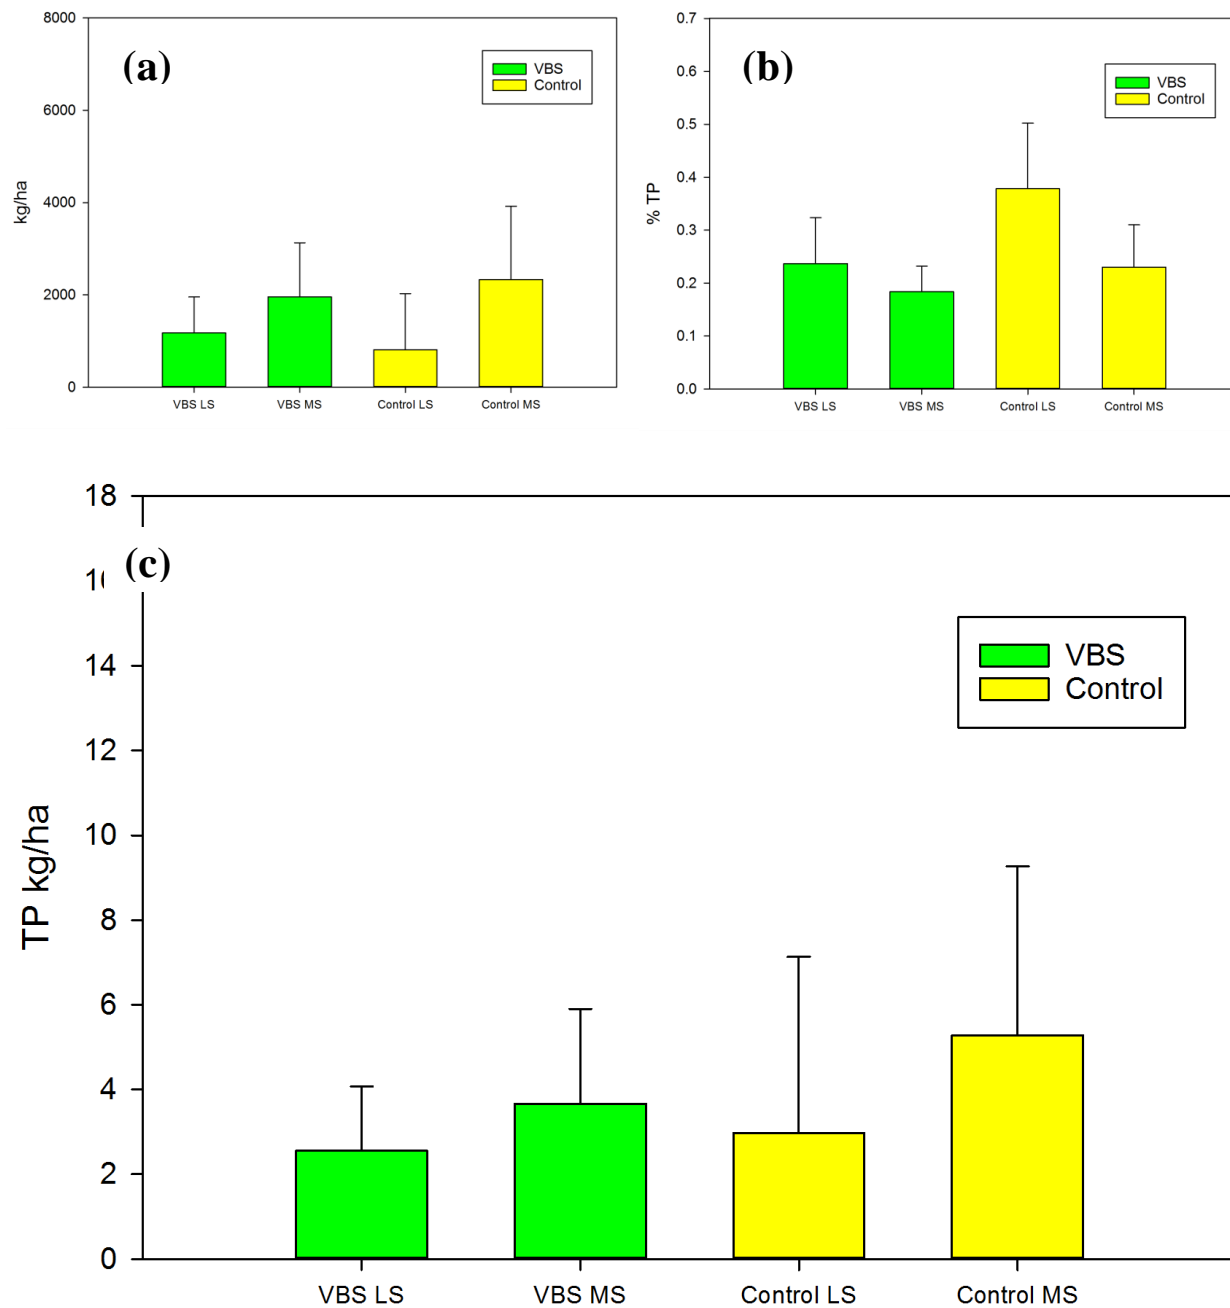 8000
6000
4000
2000
0
kg/ha
(a)
VBS
Control
VBS LS
VBS MS
Control LS
Control MS
0.7
0.6
0.5
0.4
0.3
0.2
0.1
0.0
% TP
(b)
VBS
Control
VBS LS
VBS MS
Control LS
Control MS
18
14
12
10
8
6
4
2
0
TP kg/ha
(c)
VBS
Control
VBS LS
VBS MS
Control LS
Control MS